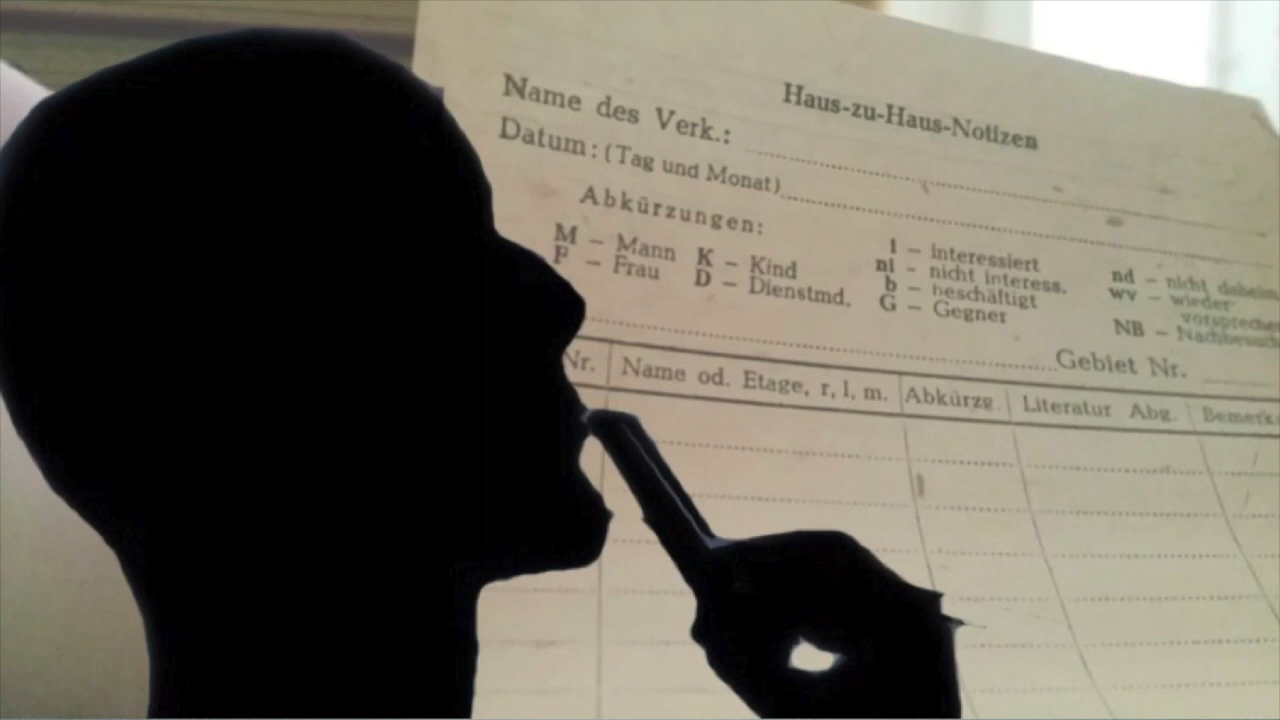 Haus-zu-Haus-Notizen
Name des Verk.:
Datum: (Tag und Monat)
Abkürzungen:
M – Mann K – Kind I – interessiert nd – nicht daheim
F – Frau D – Dienstmd. ni – nicht interess. wv – wieder
b – beschäftigt vorspreche
G – Gegner NB – Nachbesuch
Gebiet Nr.
Nr. Name od. Etage, r, l, m. Abkürzg. Literatur Abg. Bemerk